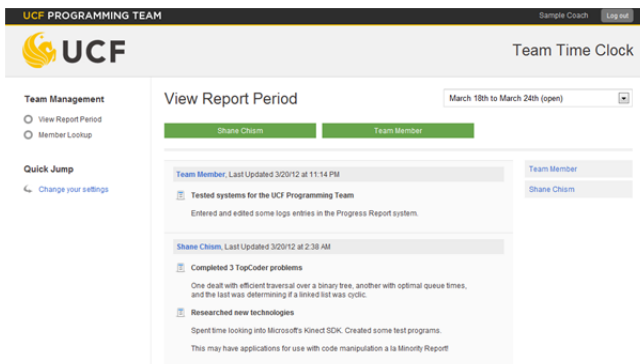 UCF PROGRAMMING TEAM
Sample Coach
Log out
UCF
Team Time Clock
Team Management
View Report Period
Member Lookup
Quick Jump
Change your settings
View Report Period
March 18th to March 24th (open)
Shane Chism
Team Member
Team Member, Last Updated 3/20/12 at 11:14 PM
Tested systems for the UCF Programming Team
Entered and edited some logs entries in the Progress Report system.
Shane Chism, Last Updated 3/20/12 at 2:38 AM
Completed 3 TopCoder problems
One dealt with efficient traversal over a binary tree, another with optimal queue times,
and the last was determining if a linked list was cyclic.
Researched new technologies
Spent time looking into Microsoft's Kinect SDK. Created some test programs.
This may have applications for use with code manipulation a la Minority Report!
Team Member
Shane Chism